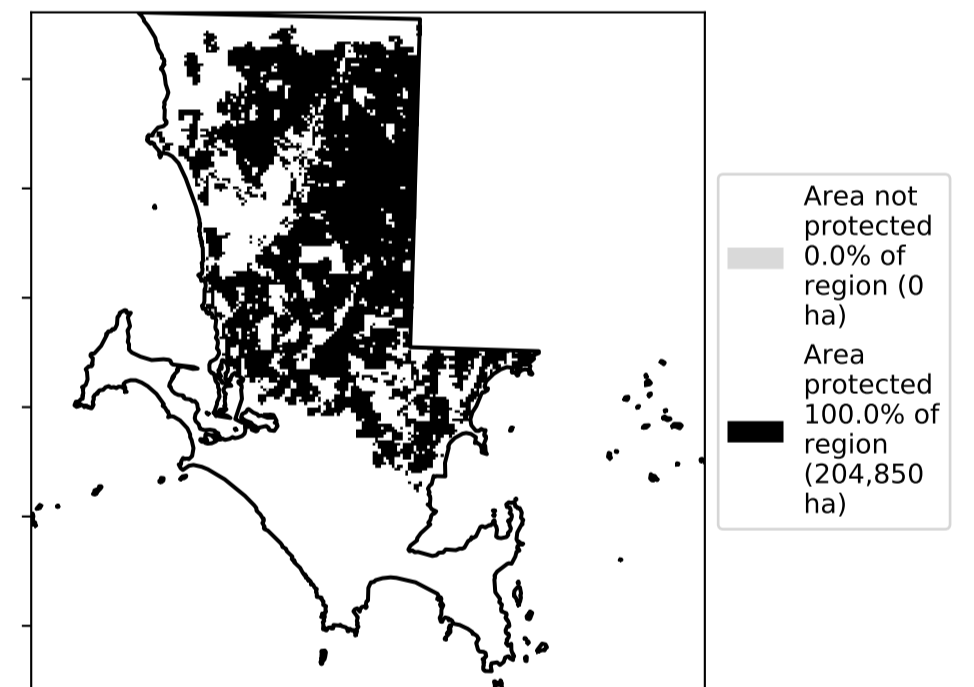 Area not
protected
0.0% of
region (0
ha)
Area
protected
100.0% of
region
(204,850
ha)